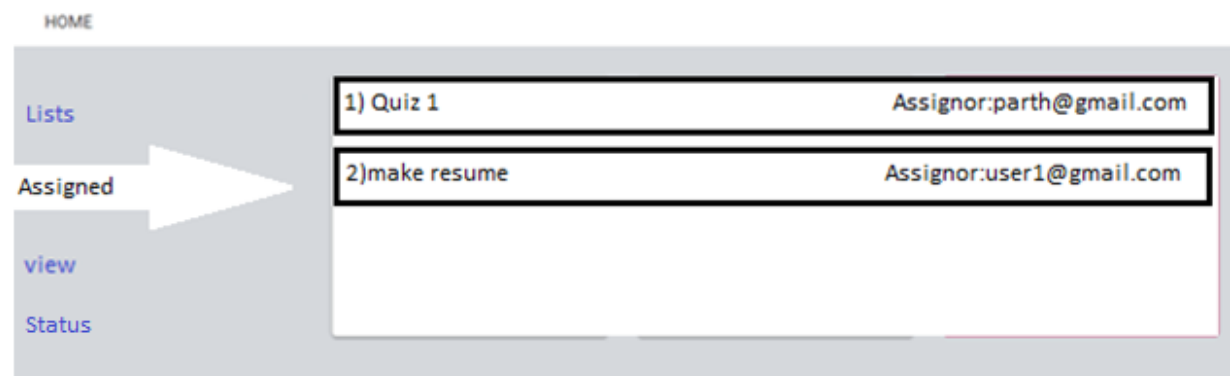 HOME
Lists
Assigned
view
Status
1) Quiz 1 Assignor:parth@gmail.com
2)make resume Assignor:user1@gmail.com